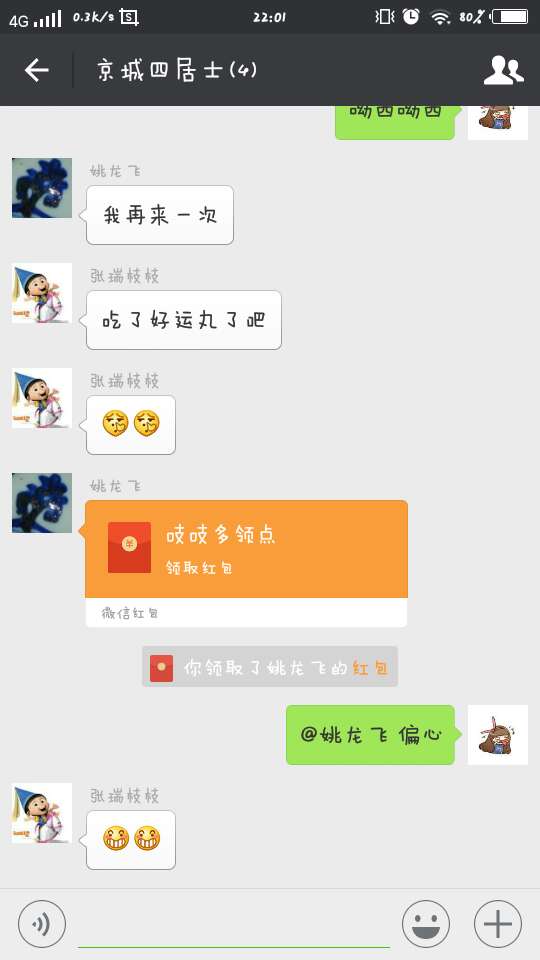 4G 0.3k/s S 22:01 80%
京城四居士(4)
呦西呦西
姚龙飞
我再来一次
张瑞枝枝
吃了好运丸了吧
张瑞枝枝
姚龙飞
吱吱多领点
领取红包
微信红包
你领取了姚龙飞的红包
@姚龙飞 偏心
张瑞枝枝